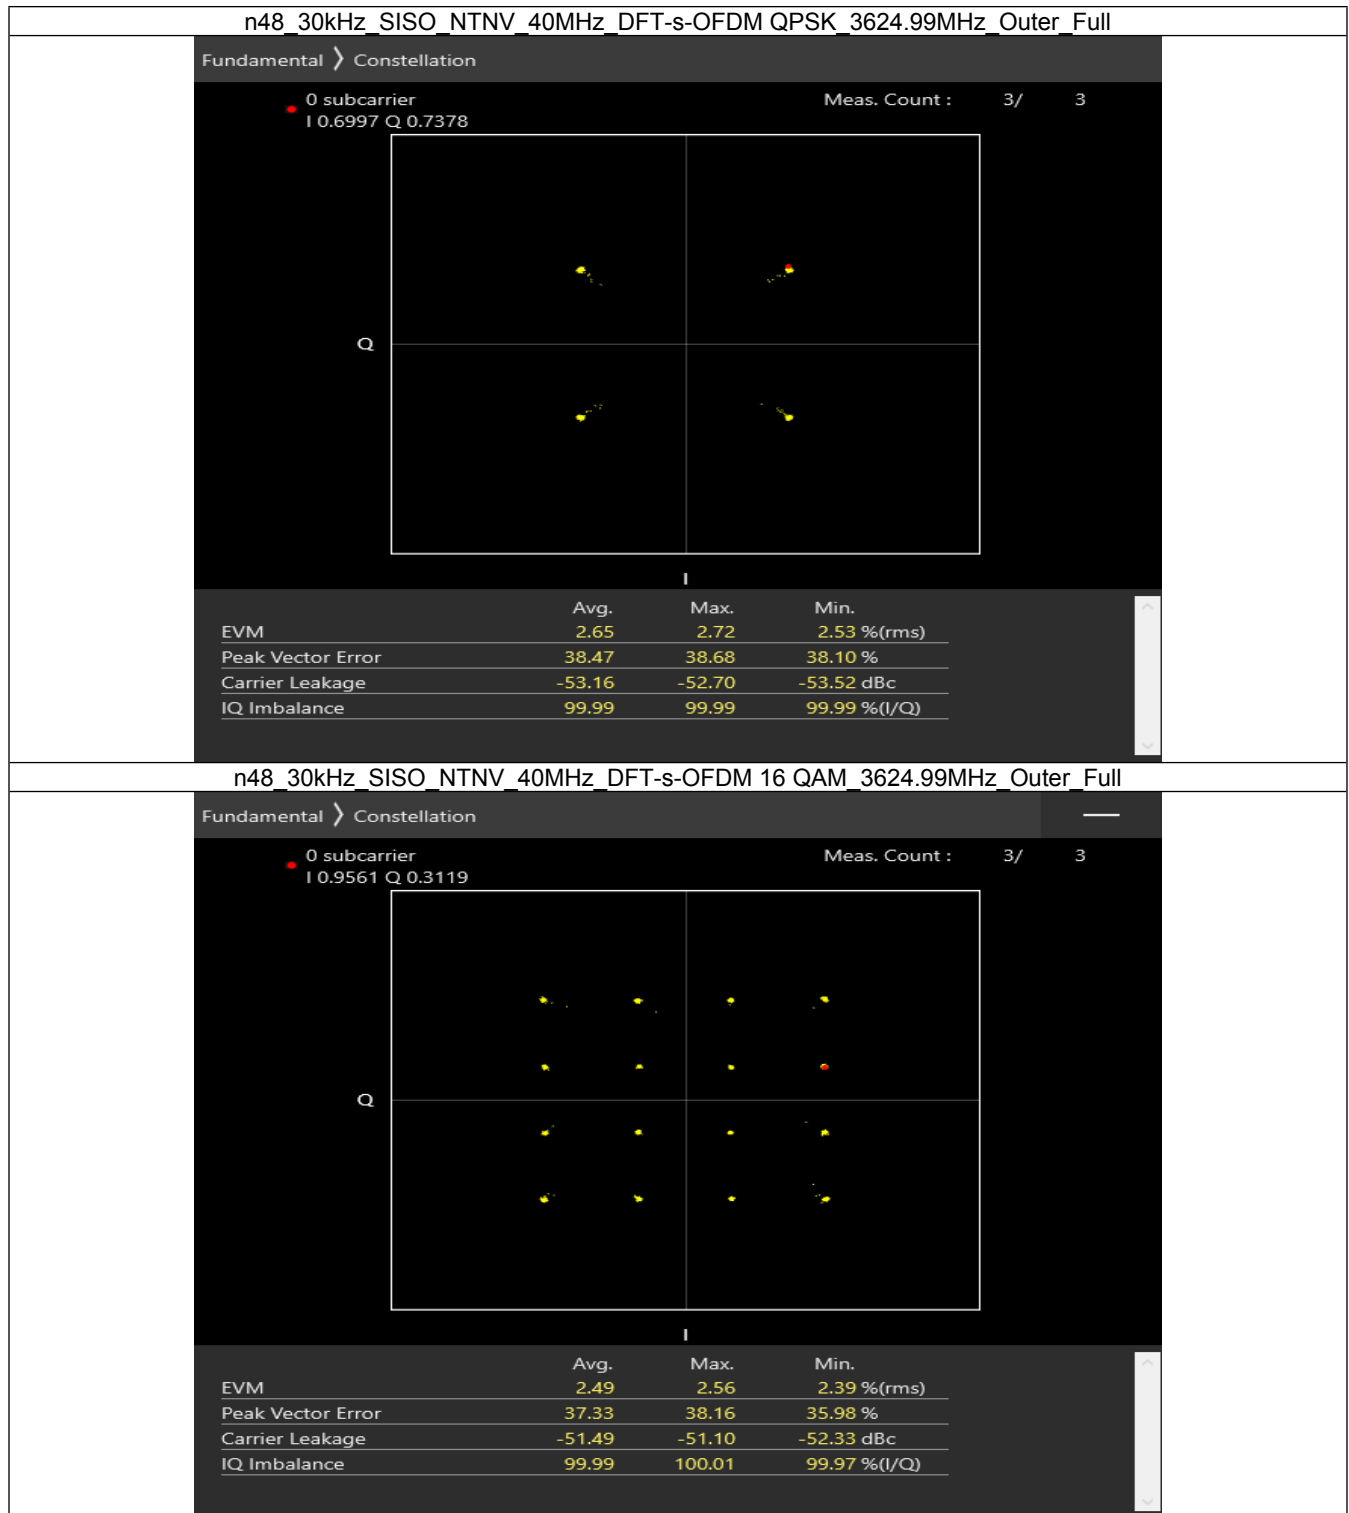 n48_30kHz_SISO_NTNV_40MHz_DFT-s-OFDM QPSK_3624.99MHz_Outer_Full
Fundamental 〉 Constellation
0 subcarrier Meas. Count : 3/ 3
I 0.6997 Q 0.7378
Q
I
Avg. Max. Min.
EVM 2.65 2.72 2.53 %(rms)
Peak Vector Error 38.47 38.68 38.10 %
Carrier Leakage -53.16 -52.70 -53.52 dBc
IQ Imbalance 99.99 99.99 99.99 %(I/Q)
n48_30kHz_SISO_NTNV_40MHz_DFT-s-OFDM 16 QAM_3624.99MHz_Outer_Full
Fundamental 〉 Constellation
0 subcarrier Meas. Count : 3/ 3
I 0.9561 Q 0.3119
Q
I
Avg. Max. Min.
EVM 2.49 2.56 2.39 %(rms)
Peak Vector Error 37.33 38.16 35.98 %
Carrier Leakage -51.49 -51.10 -52.33 dBc
IQ Imbalance 99.99 100.01 99.97 %(I/Q)